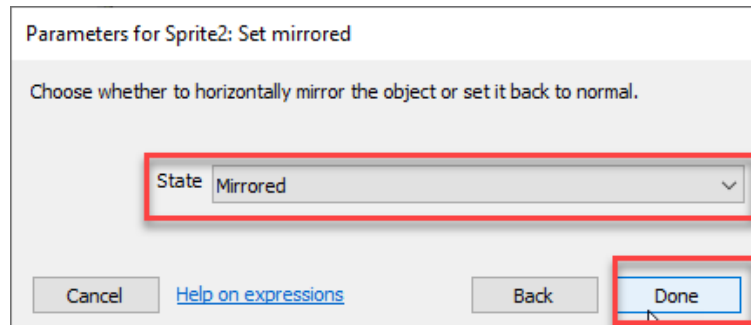 Parameters for Sprite2: Set mirrored
Choose whether to horizontally mirror the object or set it back to normal.
State Mirrored
Cancel Help on expressions Back Done